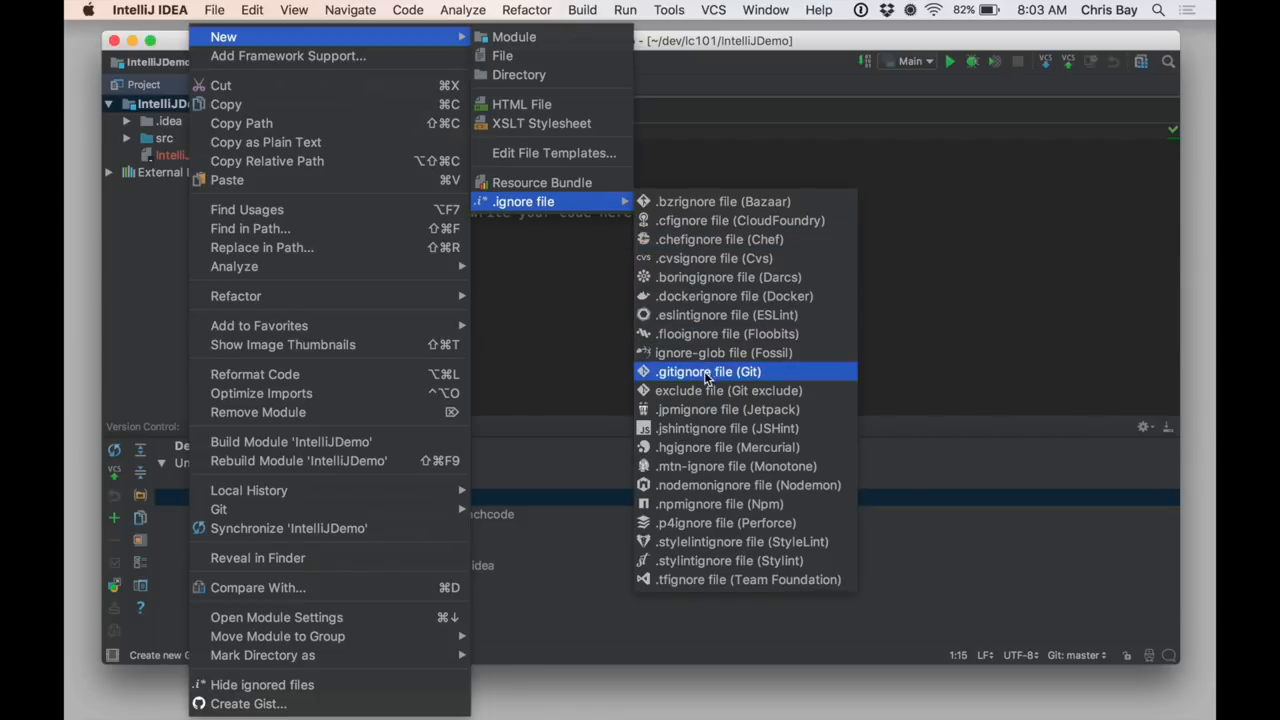 IntelliJ IDEA File Edit View Navigate Code Analyze Refactor Build Run Tools VCS Window Help 82% 8:03 AM Chris Bay
- [~/dev/lc101/IntelliJDemo]
IntelliJDemo
Main
Project
IntelliJD
.idea
src
Intelli
External
New
Add Framework Support...
Cut ⌘X
Copy ⌘C
Copy Path ⇧⌘C
Copy as Plain Text
Copy Relative Path ⌥⇧⌘C
Paste ⌘V
Find Usages ⌥F7
Find in Path... ⇧⌘F
Replace in Path... ⇧⌘R
Analyze
Refactor
Add to Favorites
Show Image Thumbnails ⇧⌘T
Reformat Code ⌥⌘L
Optimize Imports ^⌥O
Remove Module ⌦
Build Module 'IntelliJDemo'
Rebuild Module 'IntelliJDemo' ⇧⌘F9
Local History
Git
Synchronize 'IntelliJDemo'
Reveal in Finder
Compare With... ⌘D
Open Module Settings ⌘↓
Move Module to Group
Mark Directory as
Hide ignored files
Create Gist...
Module
File
Directory
HTML File
XSLT Stylesheet
Edit File Templates...
Resource Bundle
.ignore file
write your code here
.bzrignore file (Bazaar)
.cfignore file (CloudFoundry)
.chefignore file (Chef)
CVS .cvsignore file (Cvs)
.boringignore file (Darcs)
.dockerignore file (Docker)
.eslintignore file (ESLint)
.flooignore file (Floobits)
ignore-glob file (Fossil)
.gitignore file (Git)
exclude file (Git exclude)
.jpmignore file (Jetpack)
JS .jshintignore file (JSHint)
.hgignore file (Mercurial)
.mtn-ignore file (Monotone)
.nodemonignore file (Nodemon)
.npmignore file (Npm)
.p4ignore file (Perforce)
.stylelintignore file (StyleLint)
.stylintignore file (Stylint)
.tfignore file (Team Foundation)
Version Control:
De
Un
nchcode
idea
VCS
VCS
VCS
Create new G
1:15 LF UTF-8 Git: master